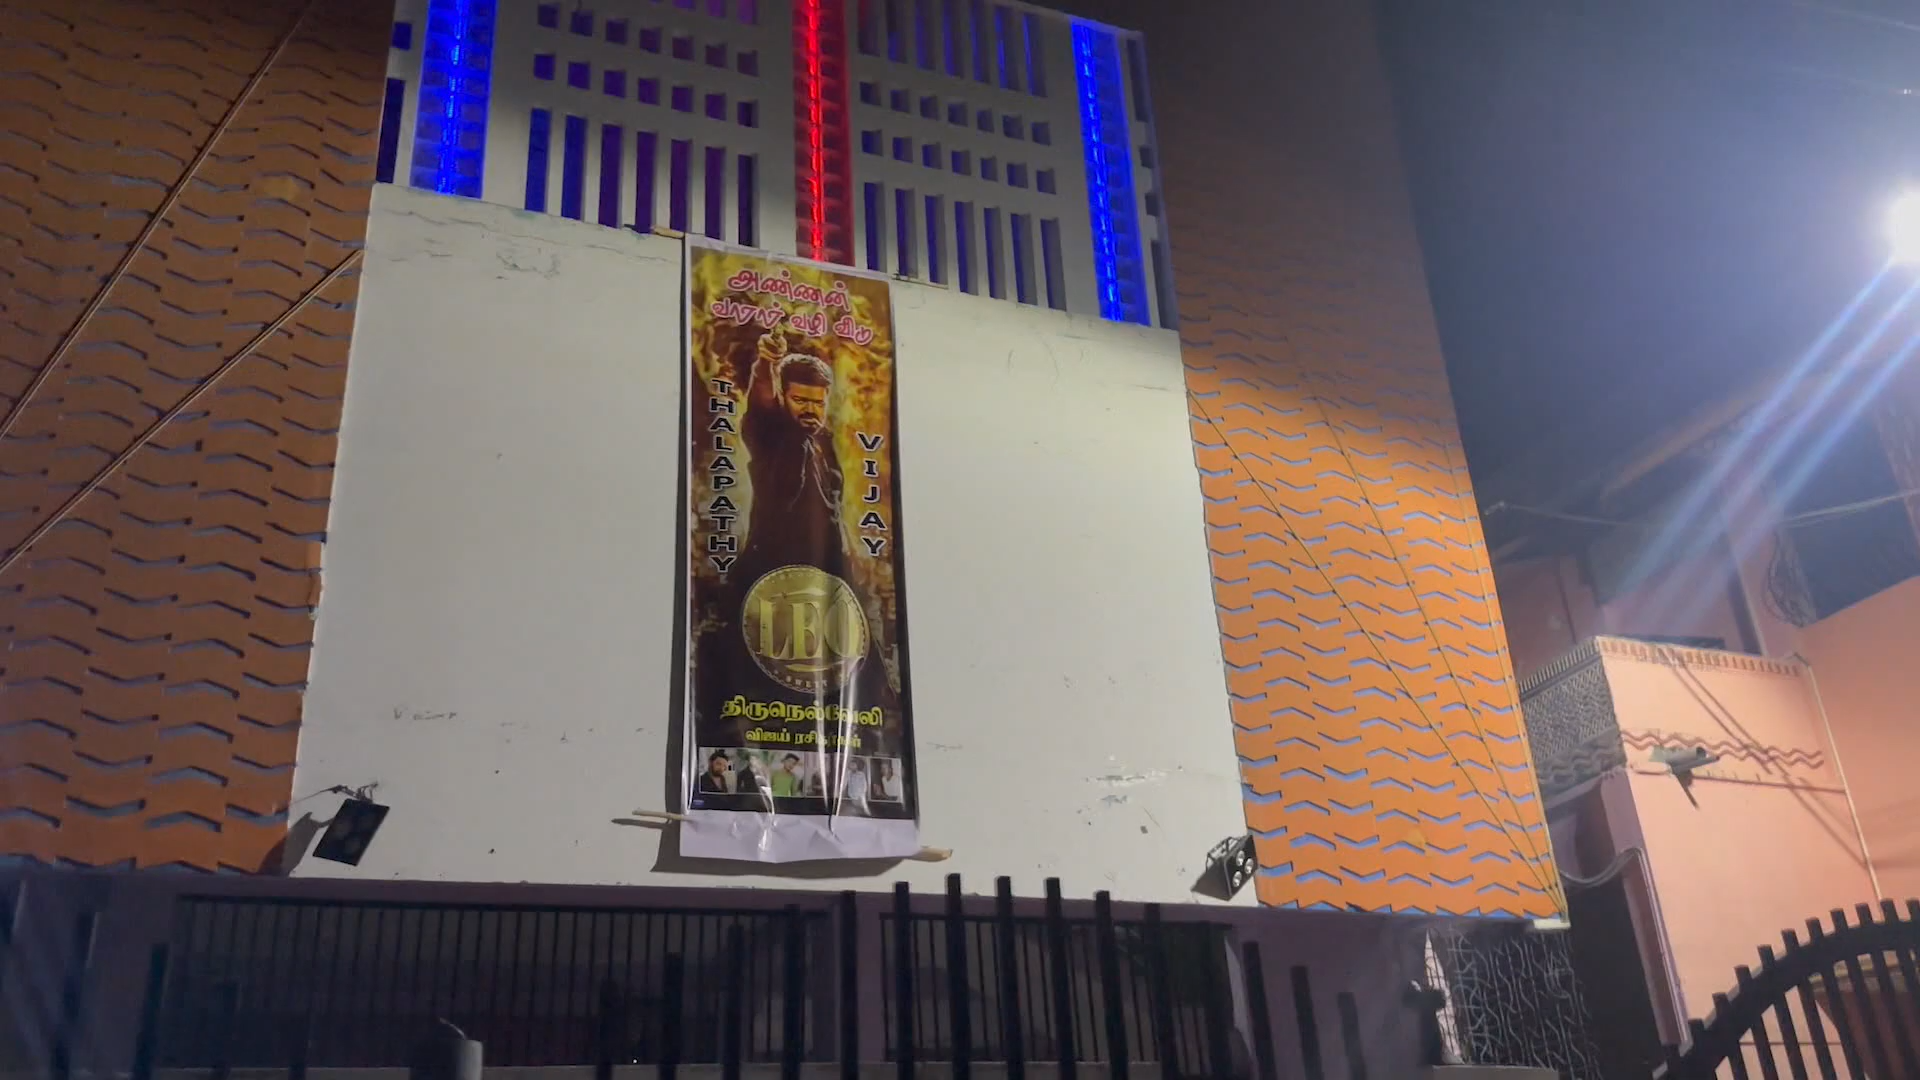 அண்ணன்
வாரார் வழி விடு
THALAPATHY
VIJAY
LEO
திருநெல்வேலி
விஜய் ரசிகர்கள்